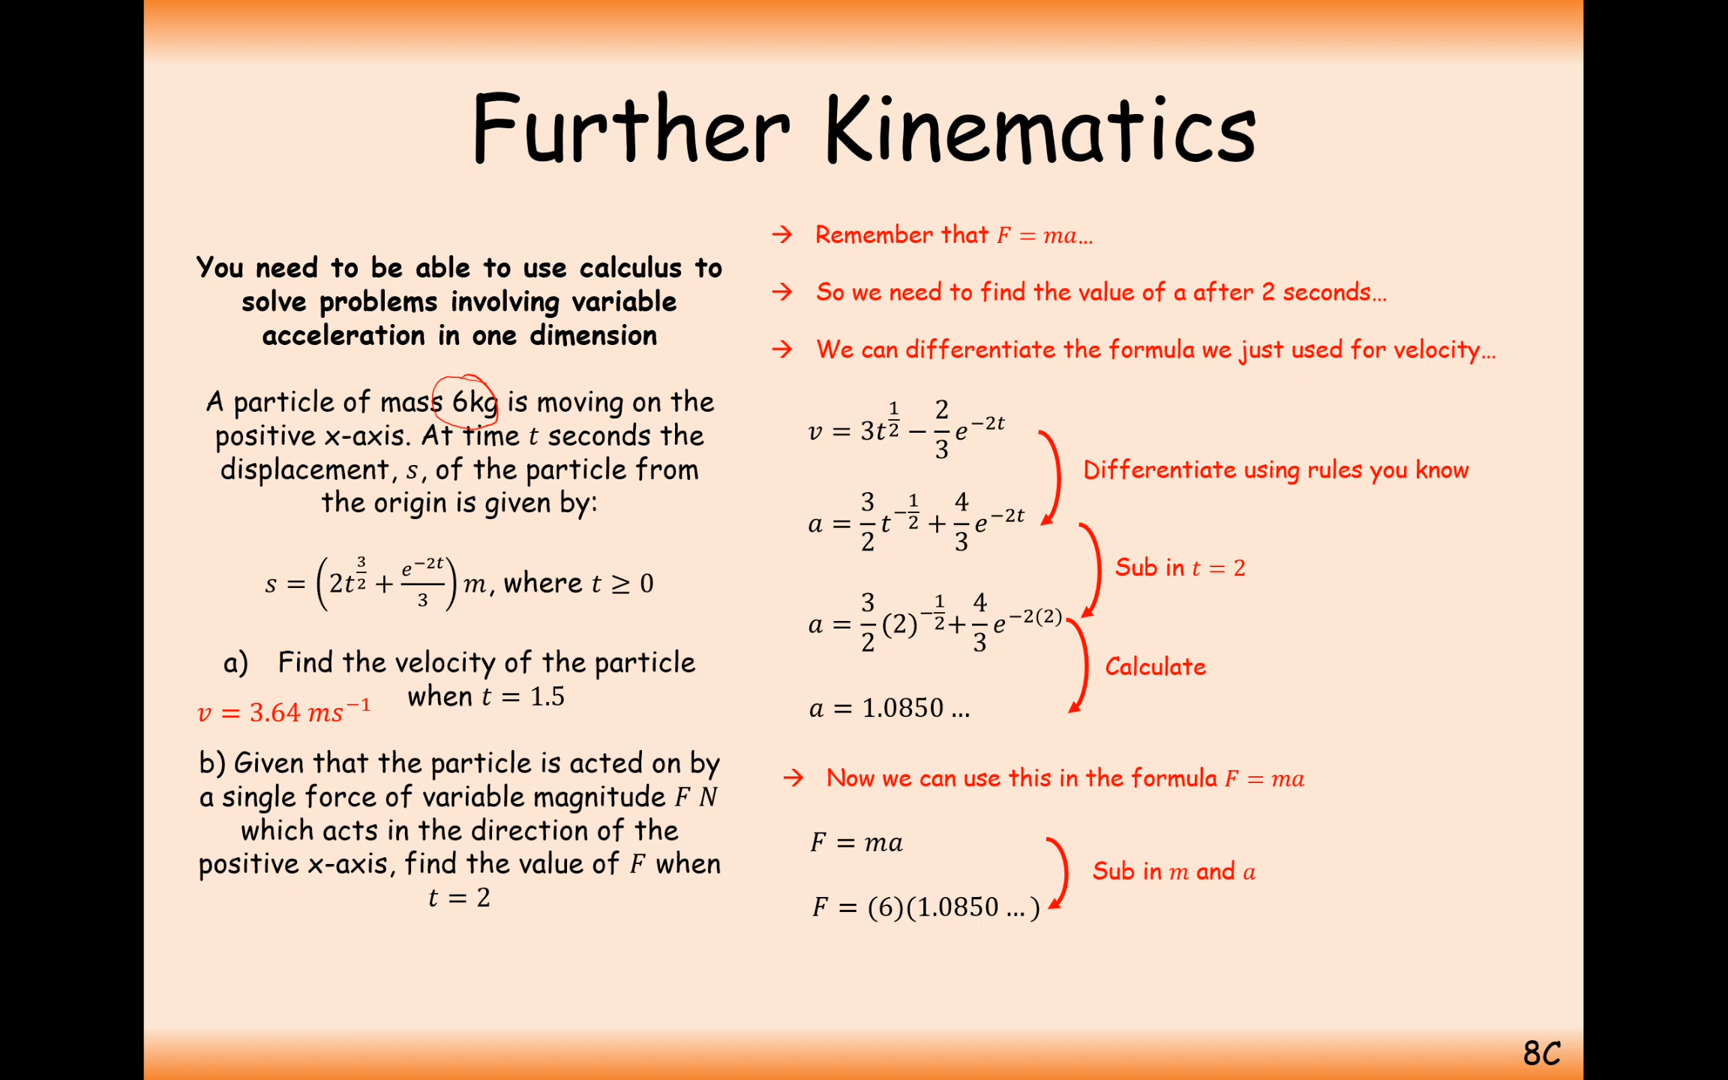 Further Kinematics
You need to be able to use calculus to
solve problems involving variable
acceleration in one dimension
A particle of mass 6kg is moving on the
positive x-axis. At time t seconds the
displacement, s, of the particle from
the origin is given by:
s = (2t^{3/2} + \frac{e^{-2t}}{3}) m, where t ≥ 0
a) Find the velocity of the particle
when t = 1.5
v = 3.64 ms^{-1}
b) Given that the particle is acted on by
a single force of variable magnitude F N
which acts in the direction of the
positive x-axis, find the value of F when
t = 2
→ Remember that F = ma...
→ So we need to find the value of a after 2 seconds...
→ We can differentiate the formula we just used for velocity...
v = 3t^{1/2} − \frac{2}{3}e^{−2t}
Differentiate using rules you know
a = \frac{3}{2}t^{−1/2} + \frac{4}{3}e^{−2t}
Sub in t = 2
a = \frac{3}{2}(2)^{−1/2} + \frac{4}{3}e^{−2(2)}
Calculate
a = 1.0850 ...
→ Now we can use this in the formula F = ma
F = ma
Sub in m and a
F = (6)(1.0850 ... )
8C